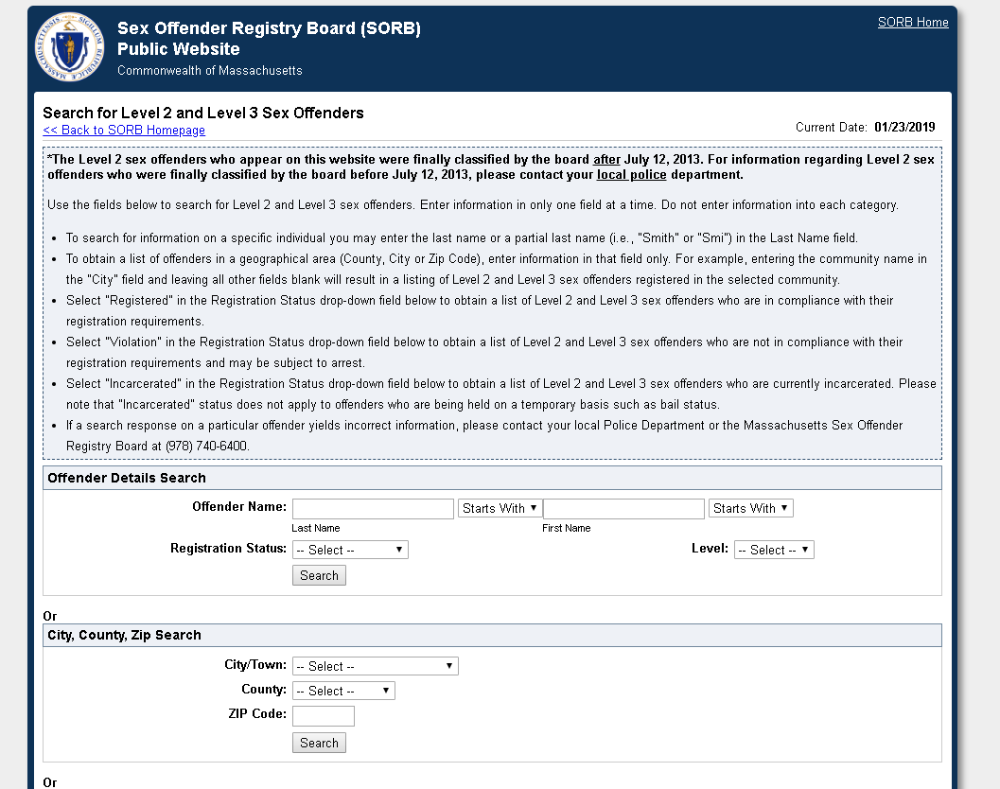 Sex Offender Registry Board (SORB)
SORB Home
Public Website
Commonwealth of Massachusetts
Search for Level 2 and Level 3 Sex Offenders
<< Back to SORB Homepage
Current Date: 01/23/2019
*The Level 2 sex offenders who appear on this website were finally classified by the board after July 12, 2013. For information regarding Level 2 sex
offenders who were finally classified by the board before July 12, 2013, please contact your local police department.
Use the fields below to search for Level 2 and Level 3 sex offenders. Enter information in only one field at a time. Do not enter information into each category.
• To search for information on a specific individual you may enter the last name or a partial last name (i.e., "Smith" or "Smi") in the Last Name field.
• To obtain a list of offenders in a geographical area (County, City or Zip Code), enter information in that field only. For example, entering the community name in
the "City" field and leaving all other fields blank will result in a listing of Level 2 and Level 3 sex offenders registered in the selected community.
• Select "Registered" in the Registration Status drop-down field below to obtain a list of Level 2 and Level 3 sex offenders who are in compliance with their
registration requirements.
• Select "Violation" in the Registration Status drop-down field below to obtain a list of Level 2 and Level 3 sex offenders who are not in compliance with their
registration requirements and may be subject to arrest.
• Select "Incarcerated" in the Registration Status drop-down field below to obtain a list of Level 2 and Level 3 sex offenders who are currently incarcerated. Please
note that "Incarcerated" status does not apply to offenders who are being held on a temporary basis such as bail status.
• If a search response on a particular offender yields incorrect information, please contact your local Police Department or the Massachusetts Sex Offender
Registry Board at (978) 740-6400.
Offender Details Search
Offender Name: Starts With Starts With
Last Name First Name
Registration Status: -- Select -- Level: -- Select --
Search
Or
City, County, Zip Search
City/Town: -- Select --
County: -- Select --
ZIP Code:
Search
Or